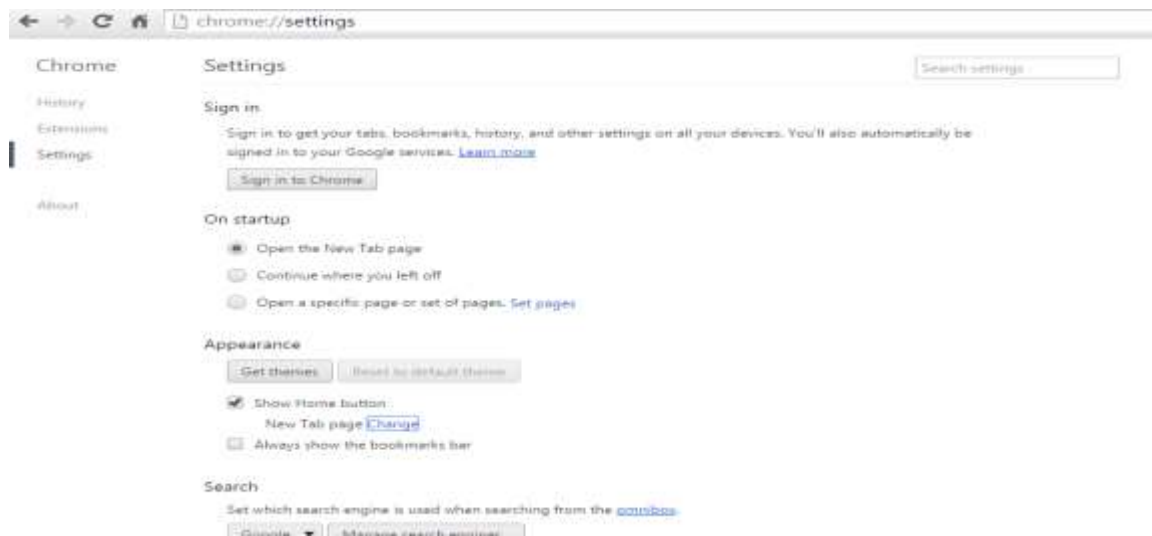 chrome://settings
Chrome
Settings
Search settings
History
Extensions
Settings
About
Sign in
Sign in to get your tabs, bookmarks, history, and other settings on all your devices. You'll also automatically be
signed in to your Google services. Learn more
Sign in to Chrome
On startup
Open the New Tab page
Continue where you left off
Open a specific page or set of pages. Set pages
Appearance
Get themes Reset to default theme
Show Home button
New Tab page Change
Always show the bookmarks bar
Search
Set which search engine is used when searching from the omnibox.
Google Manage search engines...